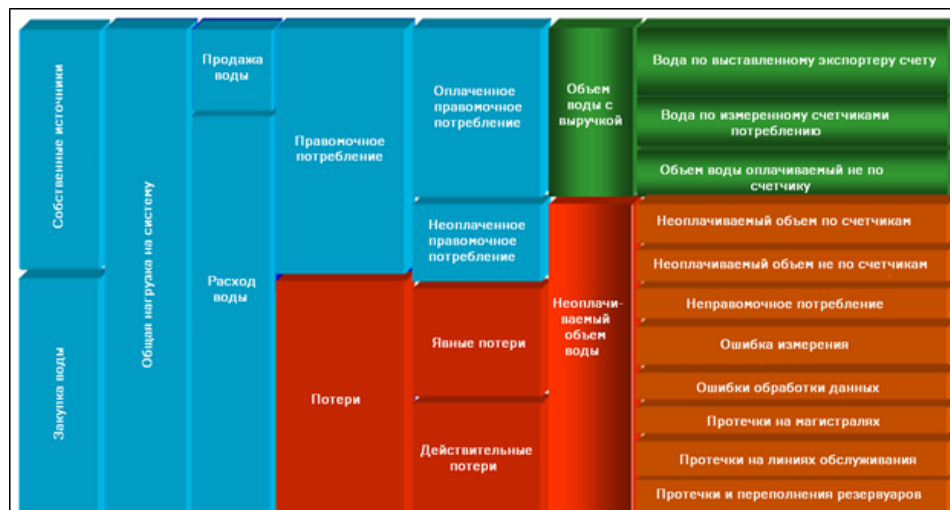 Собственные источники
Закупка воды
Общая нагрузка на систему
Продажа
воды
Расход
воды
Правомочное
потребление
Потери
Оплаченное
правомочное
потребление
Неоплаченное
правомочное
потребление
Явные потери
Действительные
потери
Объем
воды с
выручкой
Неоплачи-
ваемый
объем
воды
Вода по выставленному экспортеру счету
Вода по измеренному счетчиками
потреблению
Объем воды оплачиваемый не по
счетчику
Неоплачиваемый объем по счетчикам
Неоплачиваемый объем не по счетчикам
Неправомочное потребление
Ошибка измерения
Ошибки обработки данных
Протечки на магистралях
Протечки на линиях обслуживания
Протечки и переполнения резервуаров